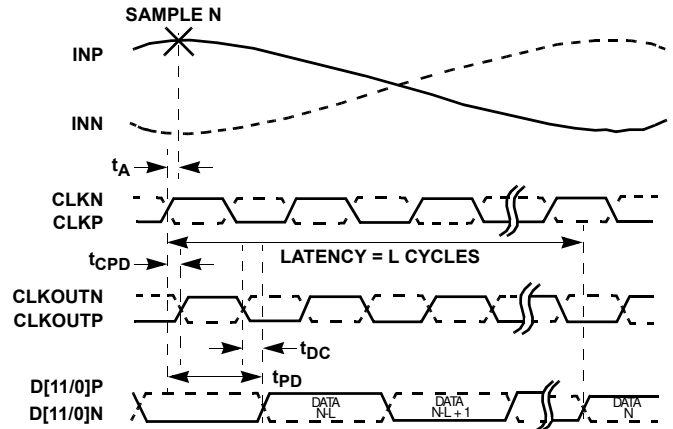 SAMPLE N
INP
INN
tA
CLKN
CLKP
LATENCY = L CYCLES
tCPD
CLKOUTN
CLKOUTP
tDC
tPD
D[11/0]P
D[11/0]N
DATA
N-L
DATA
N-L + 1
DATA
N